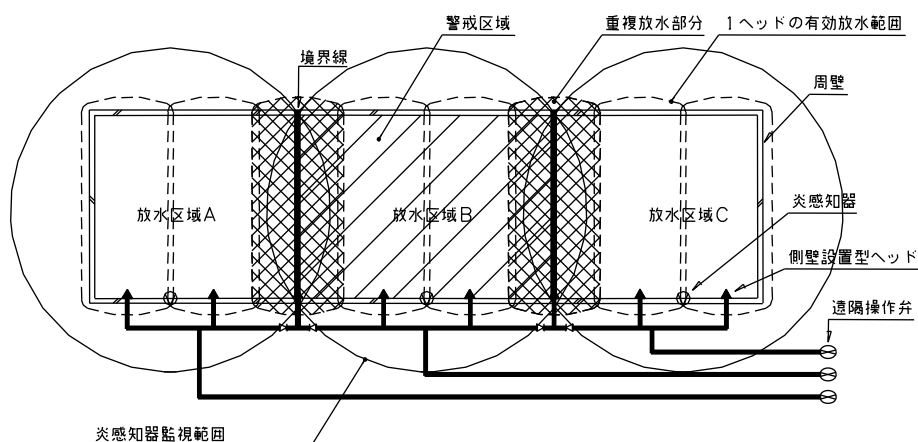 警戒区域
重複放水部分
1ヘッドの有効放水範囲
境界線
周壁
放水区域A
放水区域B
放水区域C
炎感知器
側壁設置型ヘッド
遠隔操作弁
炎感知器監視範囲